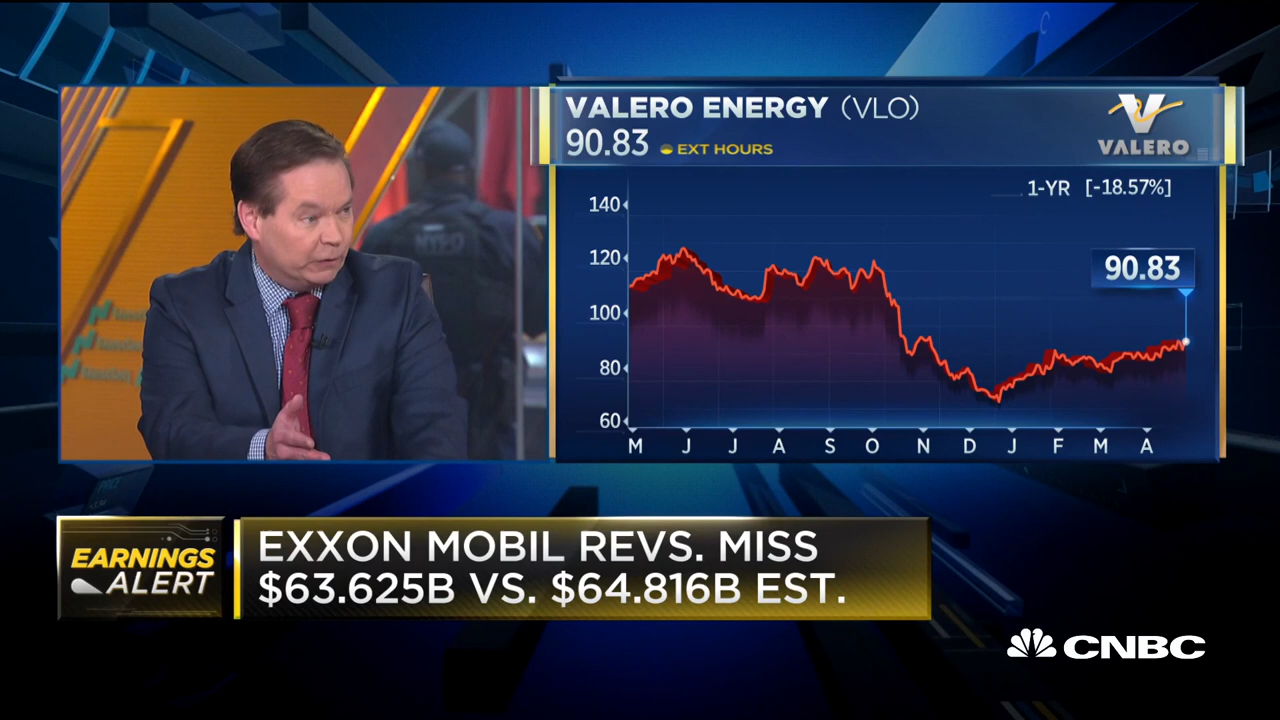 VALERO ENERGY (VLO)
90.83 EXT HOURS
VALERO
1-YR [-18.57%]
140
120
100
80
60
90.83
M J J A S O N D J F M A
NYPD
EARNINGS
ALERT
EXXON MOBIL REVS. MISS
$63.625B VS. $64.816B EST.
CNBC